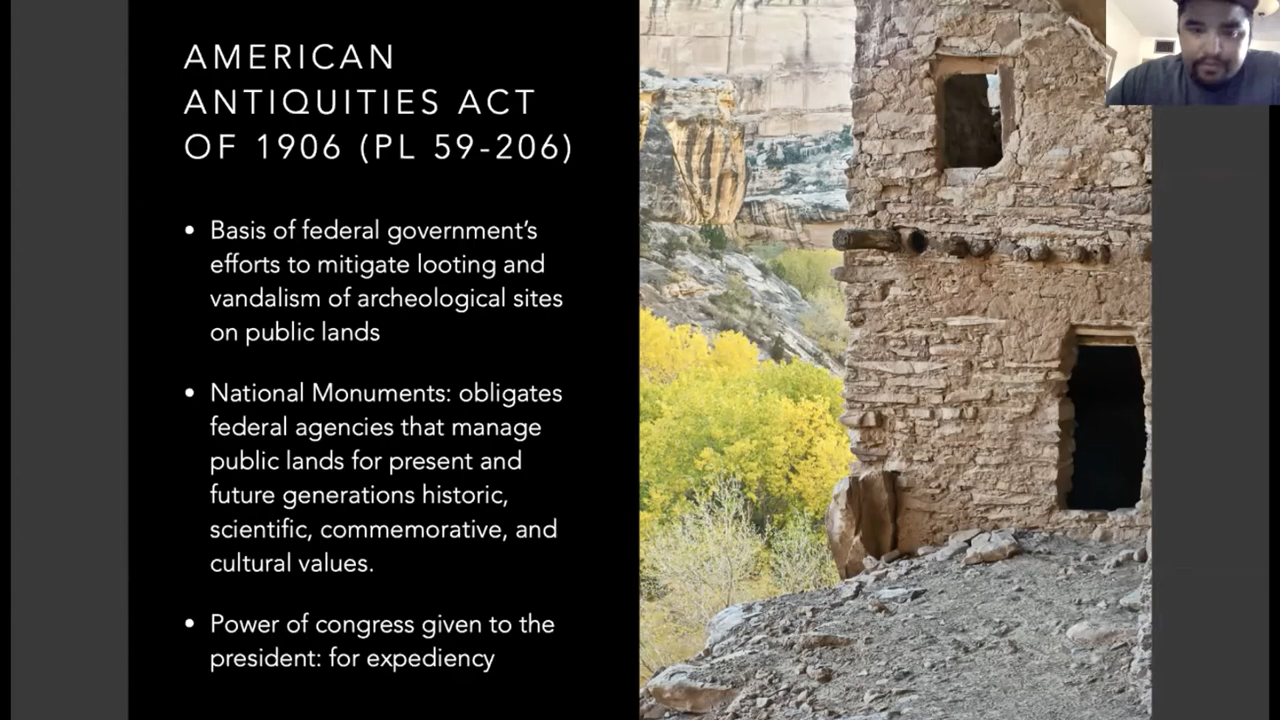 AMERICAN
ANTIQUITIES ACT
OF 1906 (PL 59-206)
• Basis of federal government’s
efforts to mitigate looting and
vandalism of archeological sites
on public lands
• National Monuments: obligates
federal agencies that manage
public lands for present and
future generations historic,
scientific, commemorative, and
cultural values.
• Power of congress given to the
president: for expediency